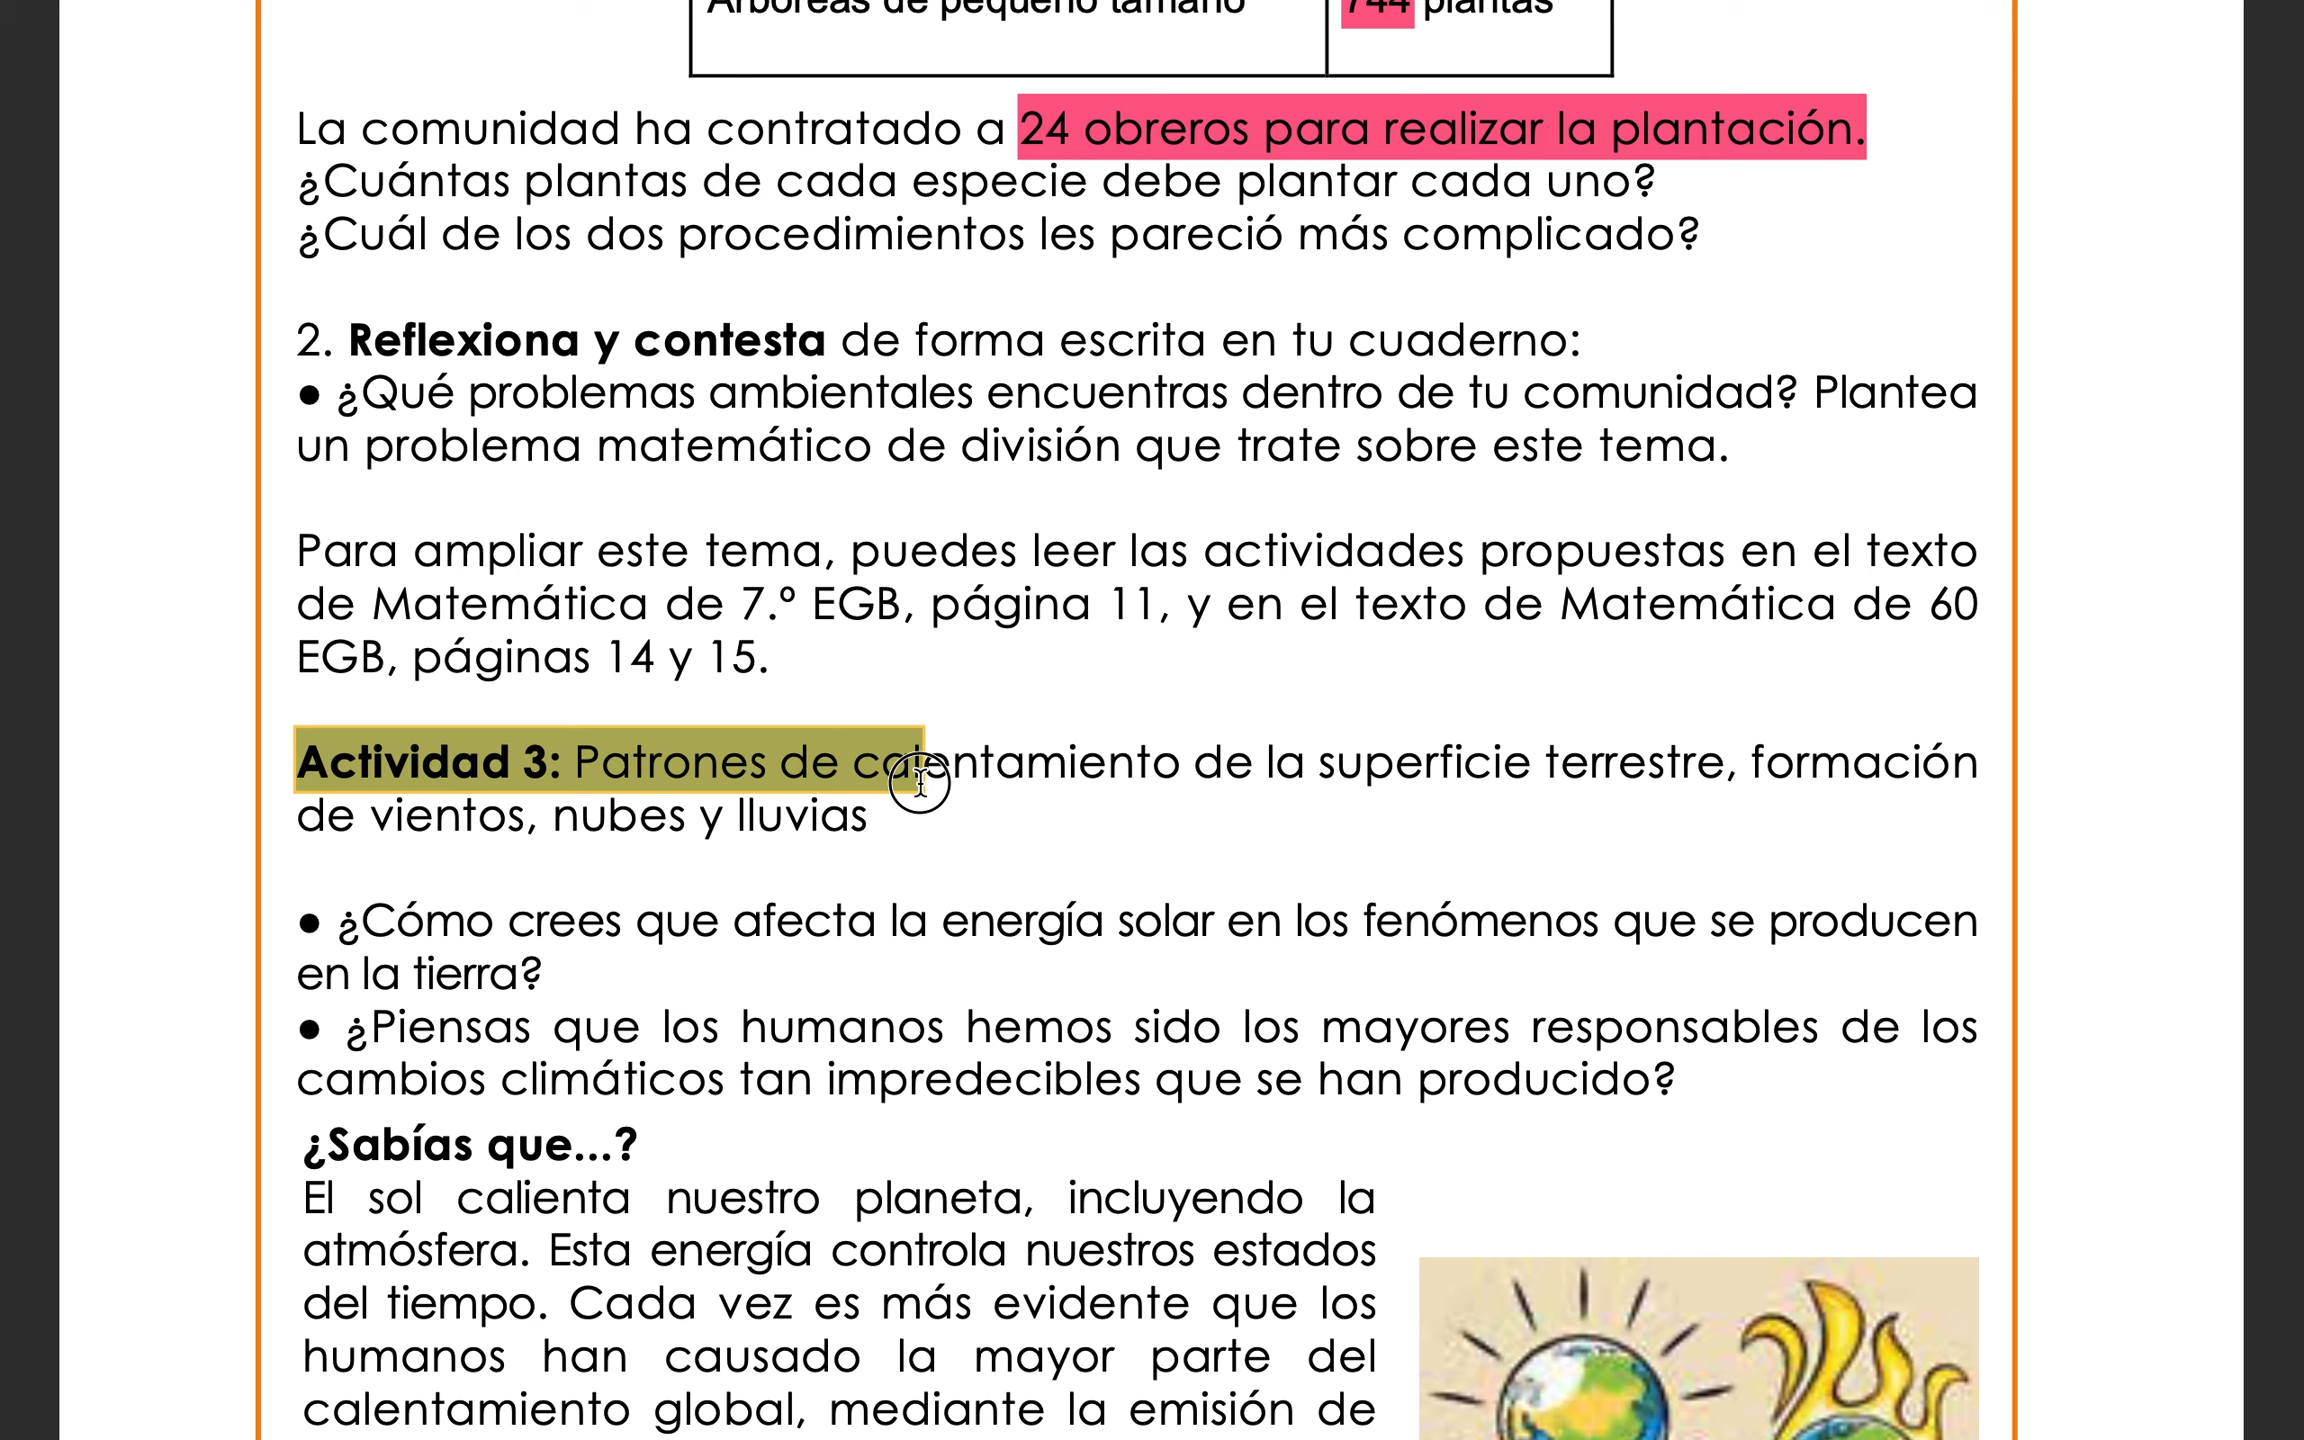 Arbóreas de pequeño tamaño 744 plantas
La comunidad ha contratado a 24 obreros para realizar la plantación.
¿Cuántas plantas de cada especie debe plantar cada uno?
¿Cuál de los dos procedimientos les pareció más complicado?
2. Reflexiona y contesta de forma escrita en tu cuaderno:
● ¿Qué problemas ambientales encuentras dentro de tu comunidad? Plantea
un problema matemático de división que trate sobre este tema.
Para ampliar este tema, puedes leer las actividades propuestas en el texto
de Matemática de 7.º EGB, página 11, y en el texto de Matemática de 60
EGB, páginas 14 y 15.
Actividad 3: Patrones de calentamiento de la superficie terrestre, formación
de vientos, nubes y lluvias
● ¿Cómo crees que afecta la energía solar en los fenómenos que se producen
en la tierra?
● ¿Piensas que los humanos hemos sido los mayores responsables de los
cambios climáticos tan impredecibles que se han producido?
¿Sabías que...?
El sol calienta nuestro planeta, incluyendo la
atmósfera. Esta energía controla nuestros estados
del tiempo. Cada vez es más evidente que los
humanos han causado la mayor parte del
calentamiento global, mediante la emisión de